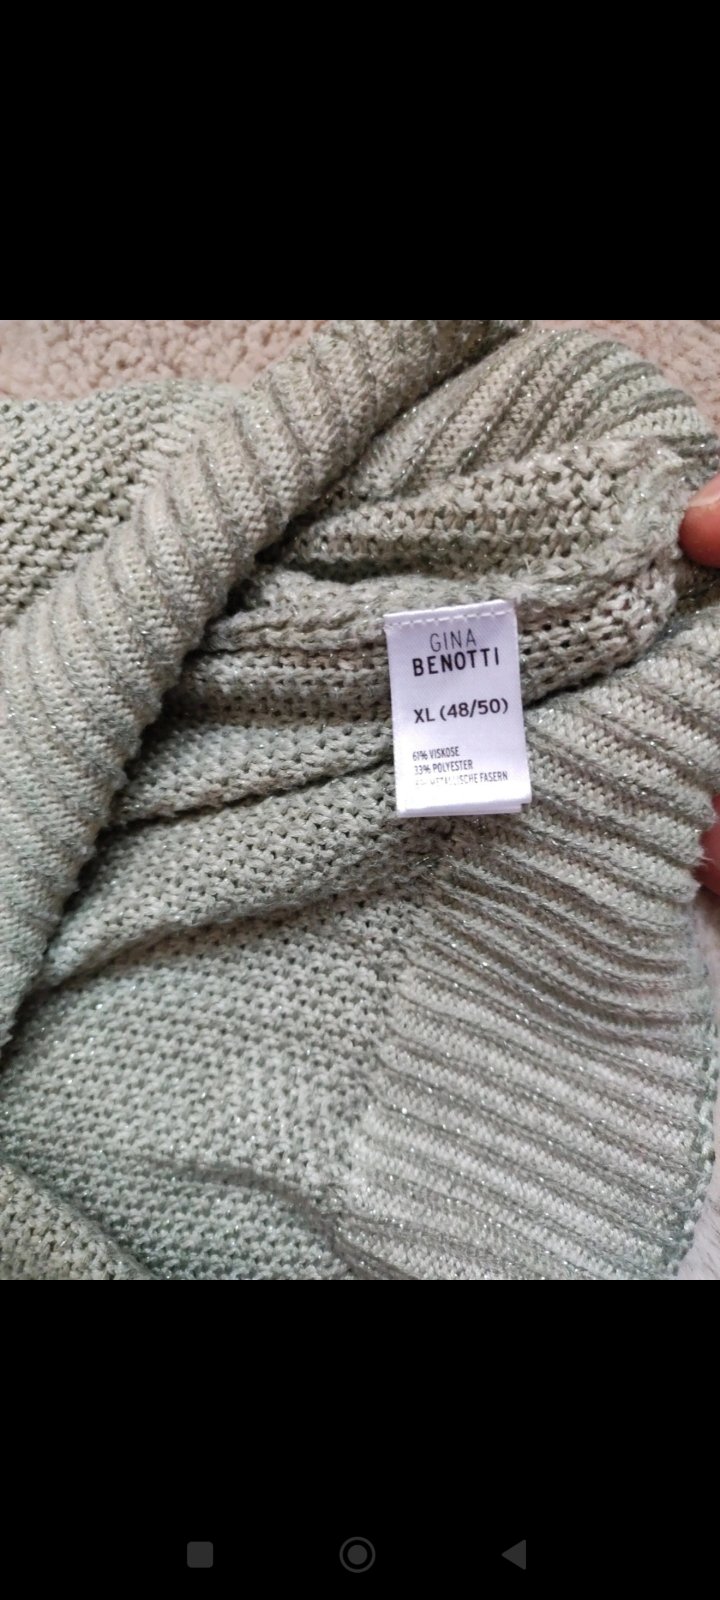 GINA
BENOTTI
XL (48/50)
61% VISKOSE
33% POLYESTER
METALLISCHE FASERN